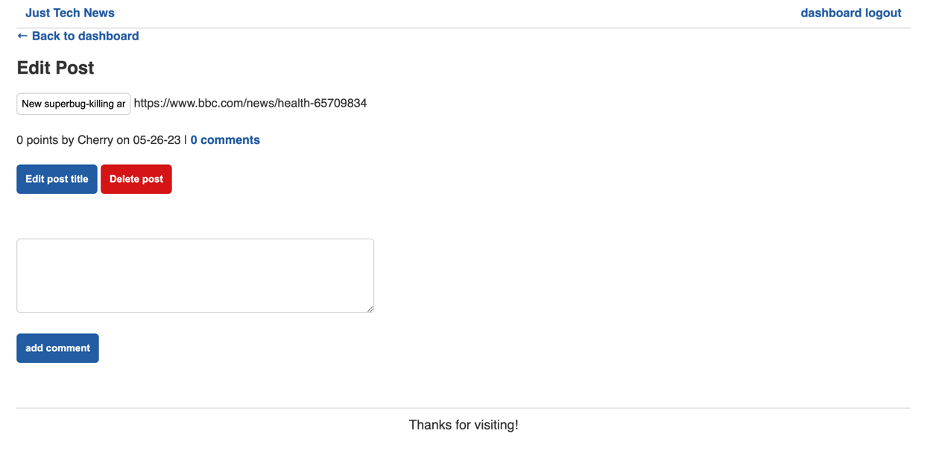 Just Tech News dashboard logout
← Back to dashboard
Edit Post
New superbug-killing ar https://www.bbc.com/news/health-65709834
0 points by Cherry on 05-26-23 | 0 comments
Edit post title Delete post
add comment
Thanks for visiting!